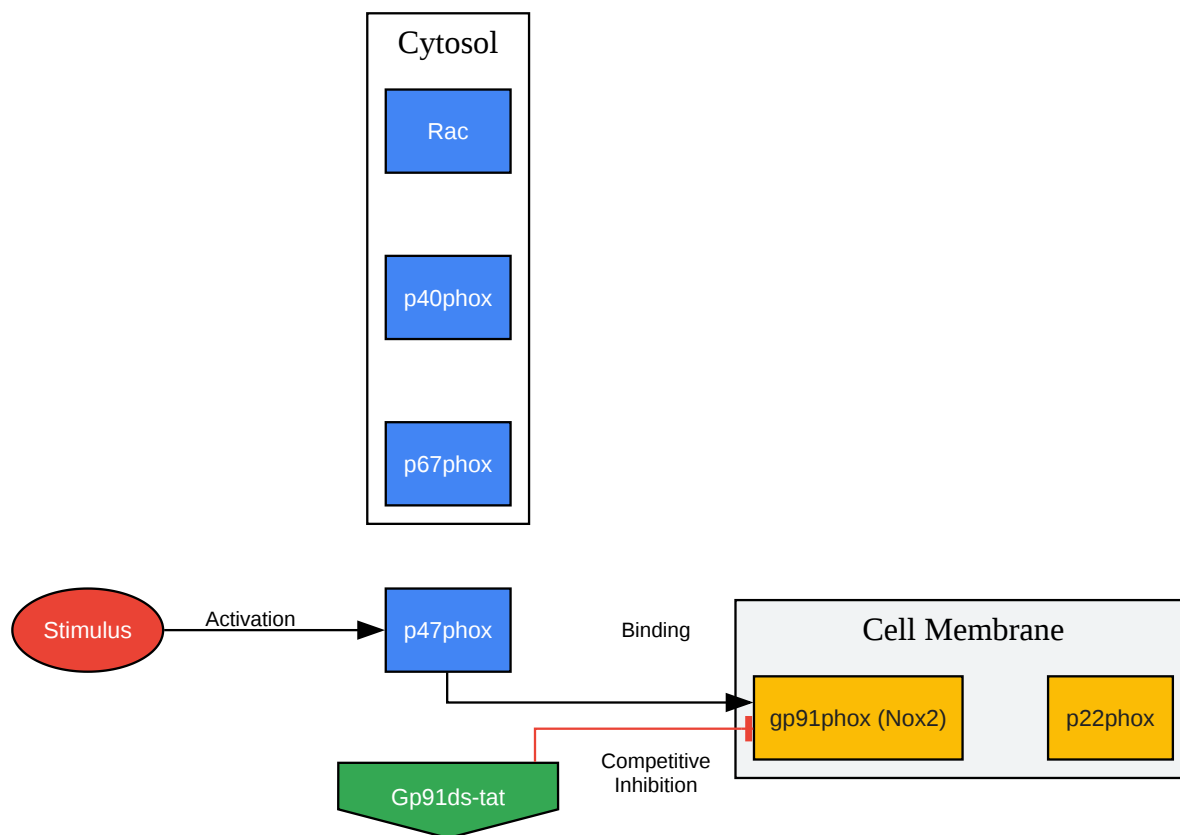 Cytosol
Rac
p40phox
p67phox
Stimulus
Activation
p47phox
Binding
Cell Membrane
gp91phox (Nox2)
p22phox
Gp91ds-tat
Competitive
Inhibition